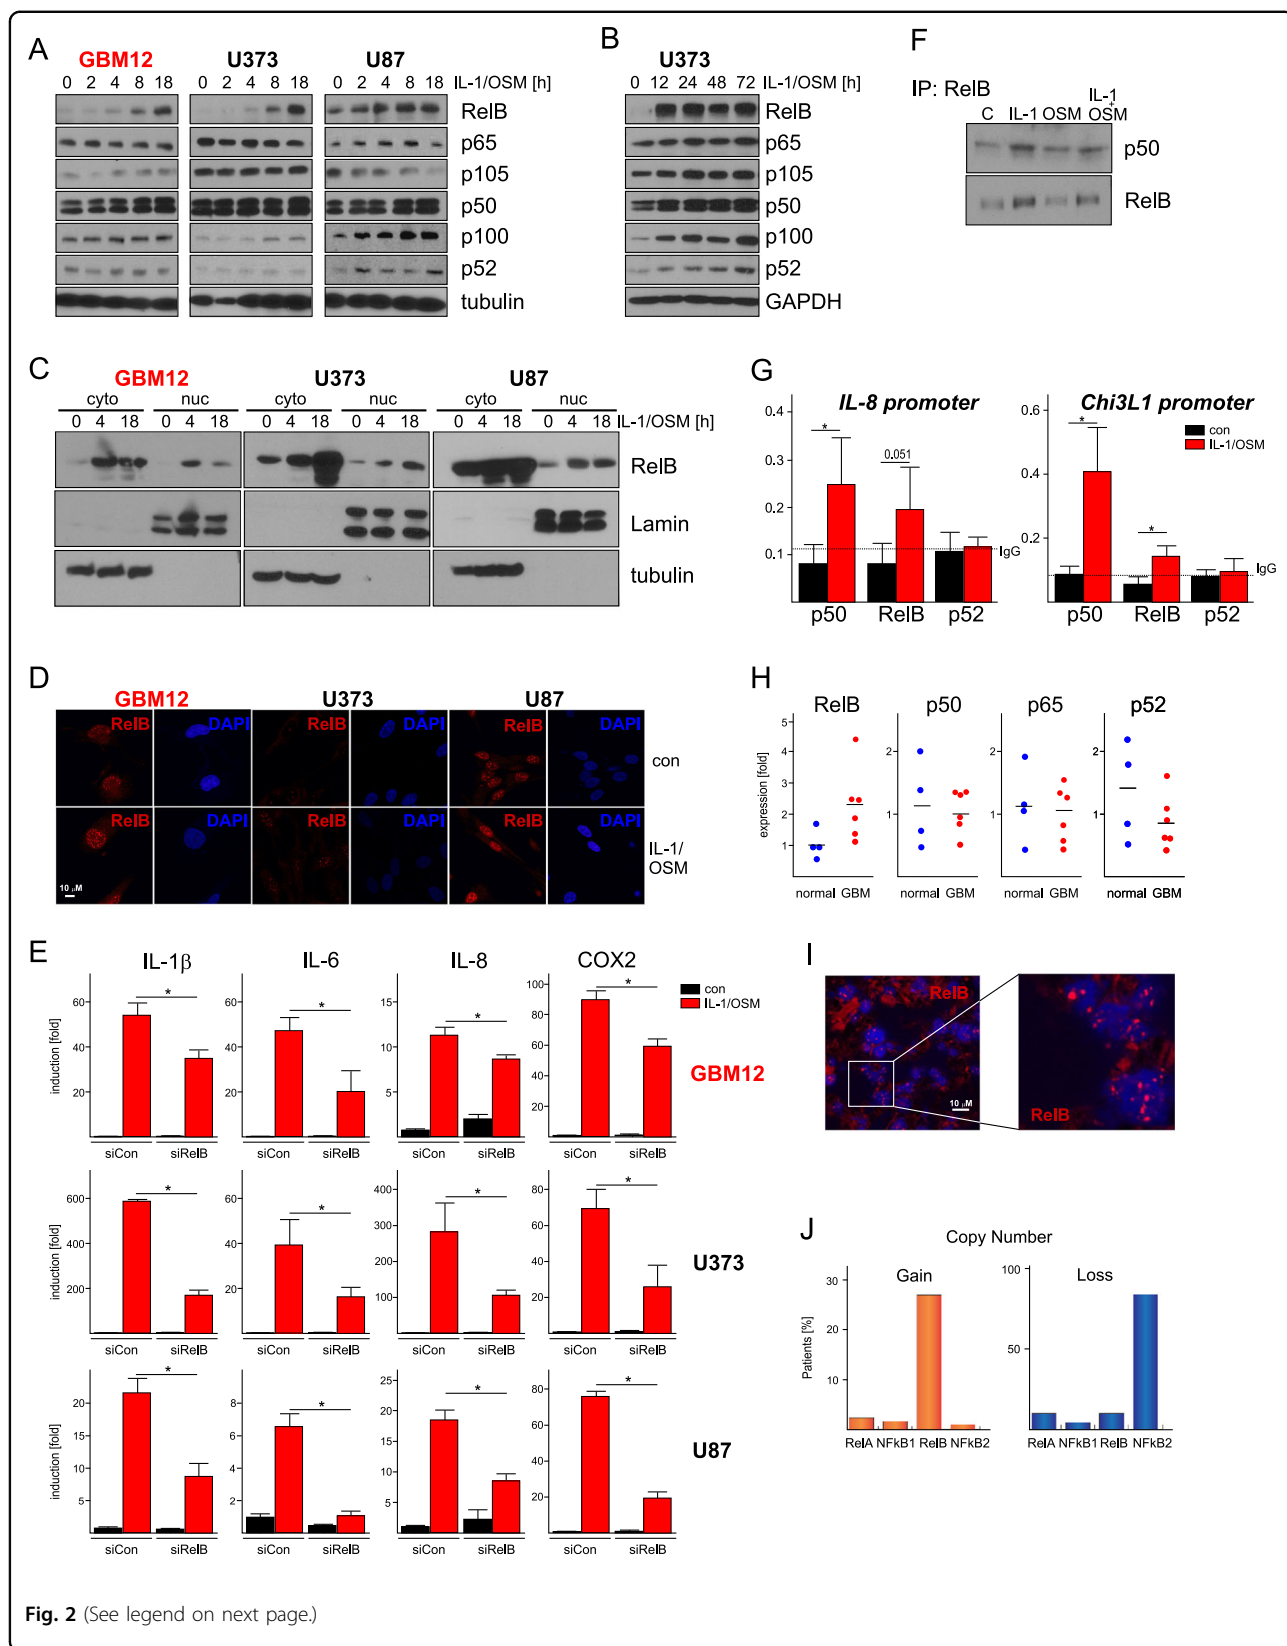 A
GBM12 U373 U87
0 2 4 8 18 0 2 4 8 18 0 2 4 8 18 IL-1/OSM [h]
RelB
p65
p105
p50
p100
p52
tubulin
B
U373
0 12 24 48 72 IL-1/OSM [h]
RelB
p65
p105
p50
p100
p52
GAPDH
F
IP: RelB
IL-1
+
C IL-1 OSM OSM
p50
RelB
C
GBM12 U373 U87
cyto nuc cyto nuc cyto nuc
0 4 18 0 4 18 0 4 18 0 4 18 0 4 18 0 4 18 IL-1/OSM [h]
RelB
Lamin
tubulin
G
IL-8 promoter
0.4
0.3
0.2
0.1
*
0.051
IgG
p50 RelB p52
Chi3L1 promoter
0.6
0.4
0.2
con
IL-1/OSM
*
*
IgG
p50 RelB p52
D
GBM12 U373 U87
RelB DAPI RelB DAPI RelB DAPI
con
RelB DAPI RelB DAPI RelB DAPI
IL-1/
OSM
10 µM
H
RelB p50 p65 p52
expression [fold]
5
4
3
2
1
2
1
2
1
2
1
normal GBM normal GBM normal GBM normal GBM
E
IL-1β IL-6 IL-8 COX2
con
IL-1/OSM
induction [fold]
60
40
20
*
60
40
20
*
15
10
5
*
100
80
60
40
20
*
GBM12
siCon siRelB siCon siRelB siCon siRelB siCon siRelB
induction [fold]
600
400
200
*
60
40
20
*
400
300
200
100
*
80
60
40
20
*
U373
siCon siRelB siCon siRelB siCon siRelB siCon siRelB
induction [fold]
20
15
10
5
*
8
6
4
2
*
25
20
15
10
5
*
80
60
40
20
*
U87
siCon siRelB siCon siRelB siCon siRelB siCon siRelB
I
RelB
10 µM
RelB
J
Copy Number
Gain
Patients [%]
30
20
10
RelA NFkB1 RelB NFkB2
Loss
100
50
RelA NFkB1 RelB NFkB2
Fig. 2 (See legend on next page.)